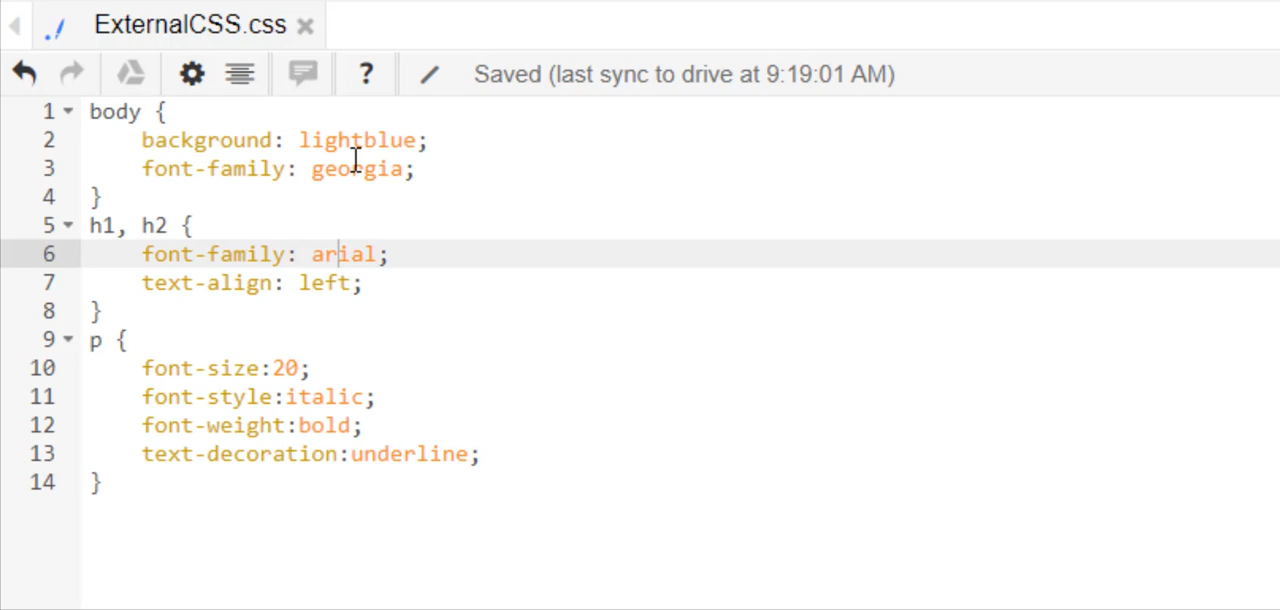 ExternalCSS.css
? Saved (last sync to drive at 9:19:01 AM)
1 body {
2 background: lightblue;
3 font-family: georgia;
4 }
5 h1, h2 {
6 font-family: arial;
7 text-align: left;
8 }
9 p {
10 font-size:20;
11 font-style:italic;
12 font-weight:bold;
13 text-decoration:underline;
14 }